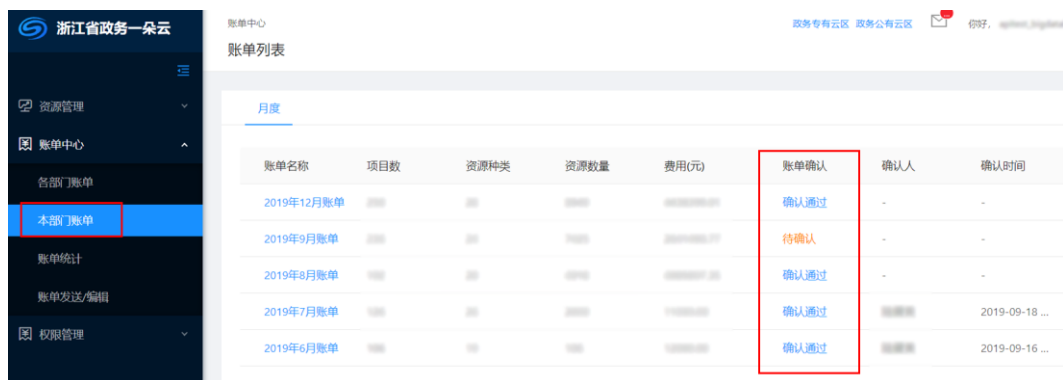 浙江省政务一朵云
账单中心
政务专有云区 政务公有云区
你好,
账单列表
资源管理
月度
账单中心
账单名称 项目数 资源种类 资源数量 费用(元) 账单确认 确认人 确认时间
各部门账单
2019年12月账单 确认通过 - -
本部门账单
2019年9月账单 待确认 - -
账单统计
2019年8月账单 确认通过 - -
账单发送/编辑
2019年7月账单 确认通过 2019-09-18 ...
权限管理
2019年6月账单 确认通过 2019-09-16 ...